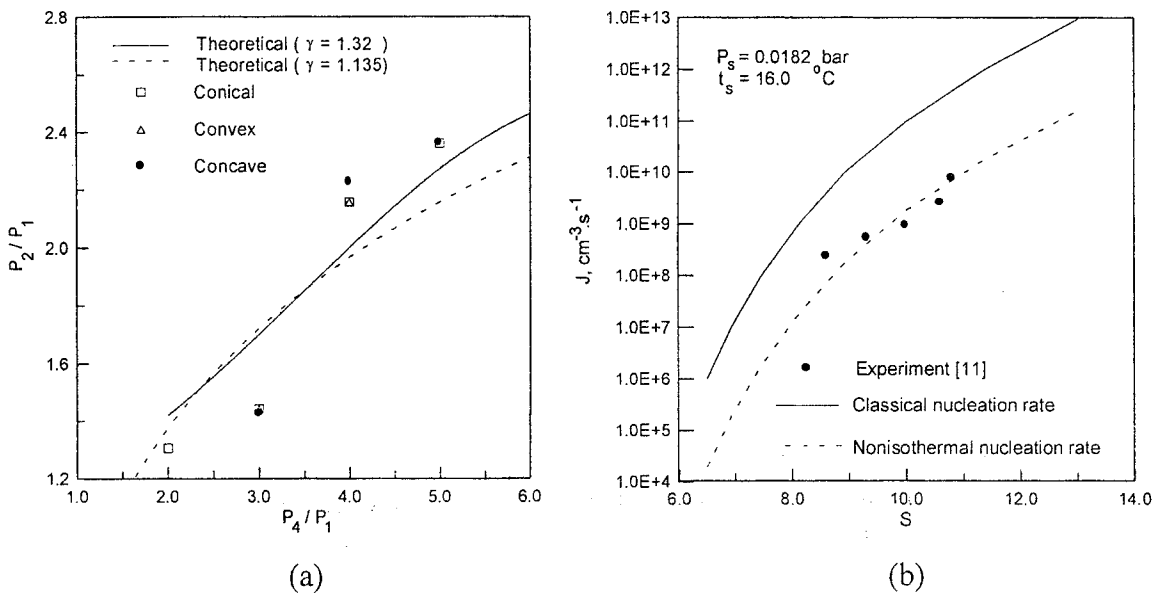 2.8
2.4
2.0
1.6
1.2
P2 / P1
Theoretical ( γ = 1.32 )
Theoretical ( γ = 1.135)
Conical
Convex
Concave
1.0
2.0
3.0
4.0
5.0
6.0
P4 / P1
(a)
1.0E+13
1.0E+12
1.0E+11
1.0E+10
1.0E+9
1.0E+8
1.0E+7
1.0E+6
1.0E+5
1.0E+4
J, cm-3.s-1
Ps = 0.0182 bar
ts = 16.0 °C
Experiment [11]
Classical nucleation rate
Nonisothermal nucleation rate
6.0
8.0
10.0
12.0
14.0
S
(b)